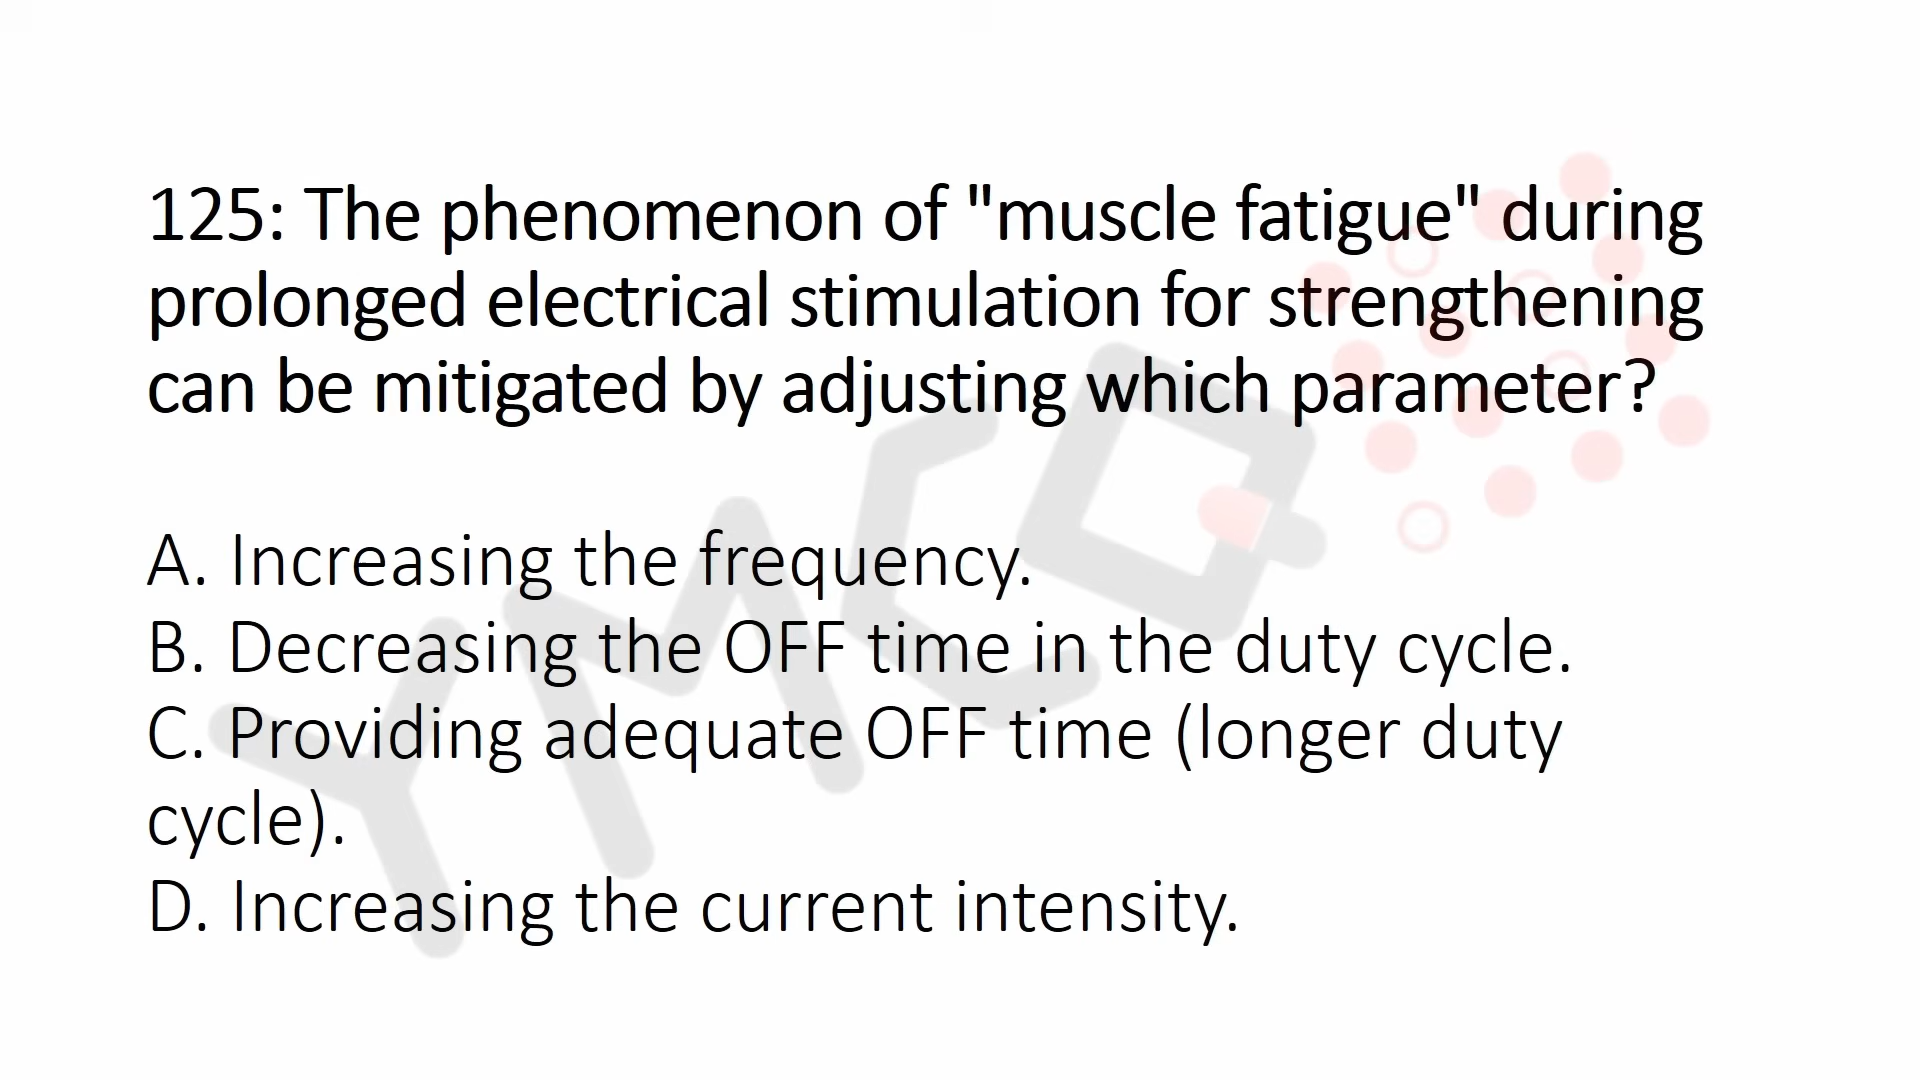 125: The phenomenon of "muscle fatigue" during
prolonged electrical stimulation for strengthening
can be mitigated by adjusting which parameter?
A. Increasing the frequency.
B. Decreasing the OFF time in the duty cycle.
C. Providing adequate OFF time (longer duty
cycle).
D. Increasing the current intensity.
YMCQ